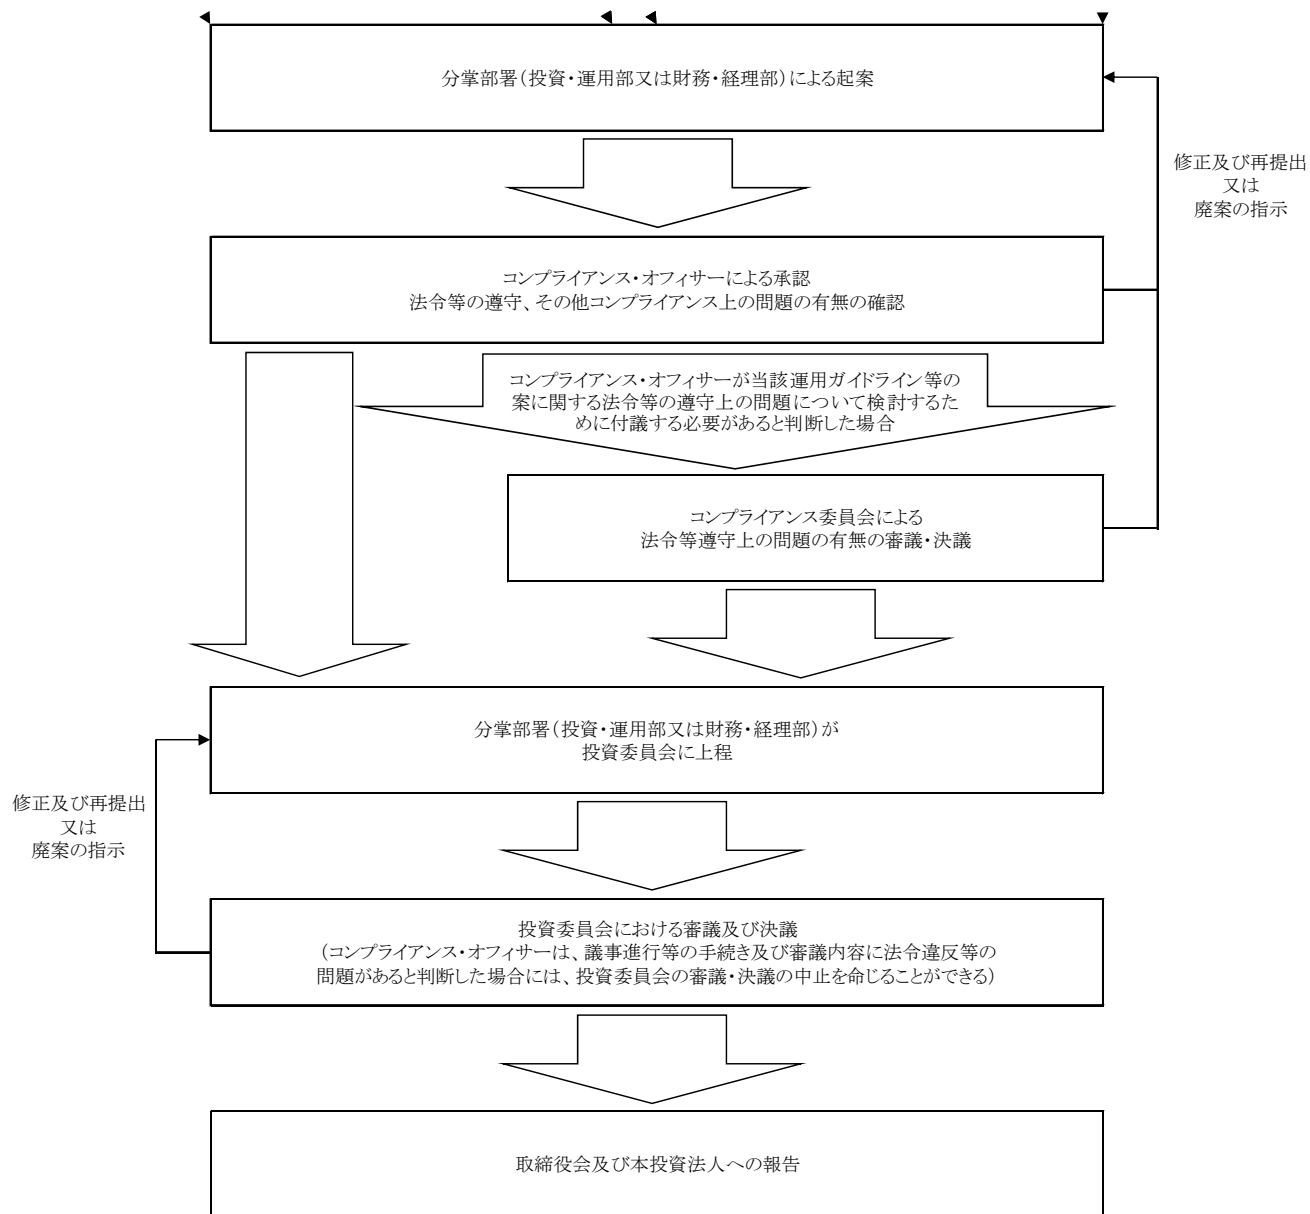 分掌部署(投資・運用部又は財務・経理部)による起案
修正及び再提出
又は
廃案の指示
コンプライアンス・オフィサーによる承認
法令等の遵守、その他コンプライアンス上の問題の有無の確認
コンプライアンス・オフィサーが当該運用ガイドライン等の
案に関する法令等の遵守上の問題について検討するた
めに付議する必要があると判断した場合
コンプライアンス委員会による
法令等遵守上の問題の有無の審議・決議
分掌部署(投資・運用部又は財務・経理部)が
投資委員会に上程
修正及び再提出
又は
廃案の指示
投資委員会における審議及び決議
(コンプライアンス・オフィサーは、議事進行等の手続き及び審議内容に法令違反等の
問題があると判断した場合には、投資委員会の審議・決議の中止を命じることができる)
取締役会及び本投資法人への報告